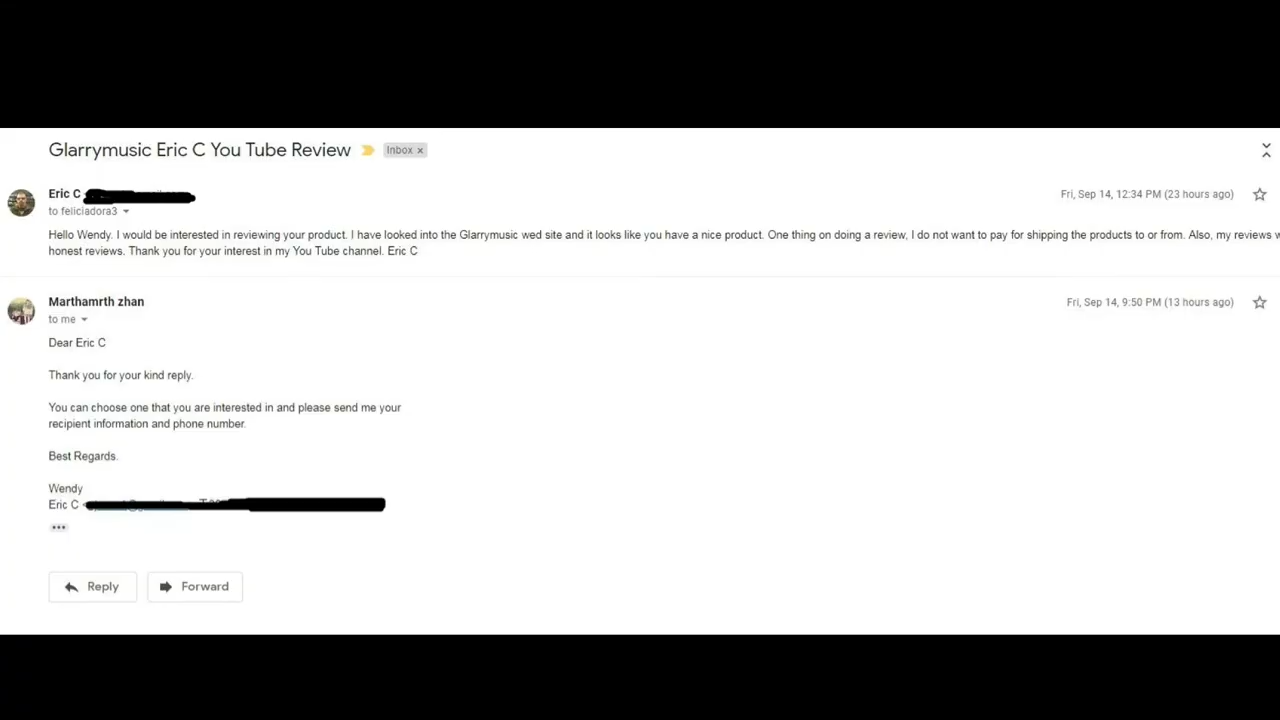 Glarrymusic Eric C You Tube Review Inbox x
Eric C Fri, Sep 14, 12:34 PM (23 hours ago)
to feliciadora3
Hello Wendy. I would be interested in reviewing your product. I have looked into the Glarrymusic wed site and it looks like you have a nice product. One thing on doing a review, I do not want to pay for shipping the products to or from. Also, my reviews
honest reviews. Thank you for your interest in my You Tube channel. Eric C
Marthamrth zhan Fri, Sep 14, 9:50 PM (13 hours ago)
to me
Dear Eric C
Thank you for your kind reply.
You can choose one that you are interested in and please send me your
recipient information and phone number.
Best Regards.
Wendy
Eric C
Reply Forward